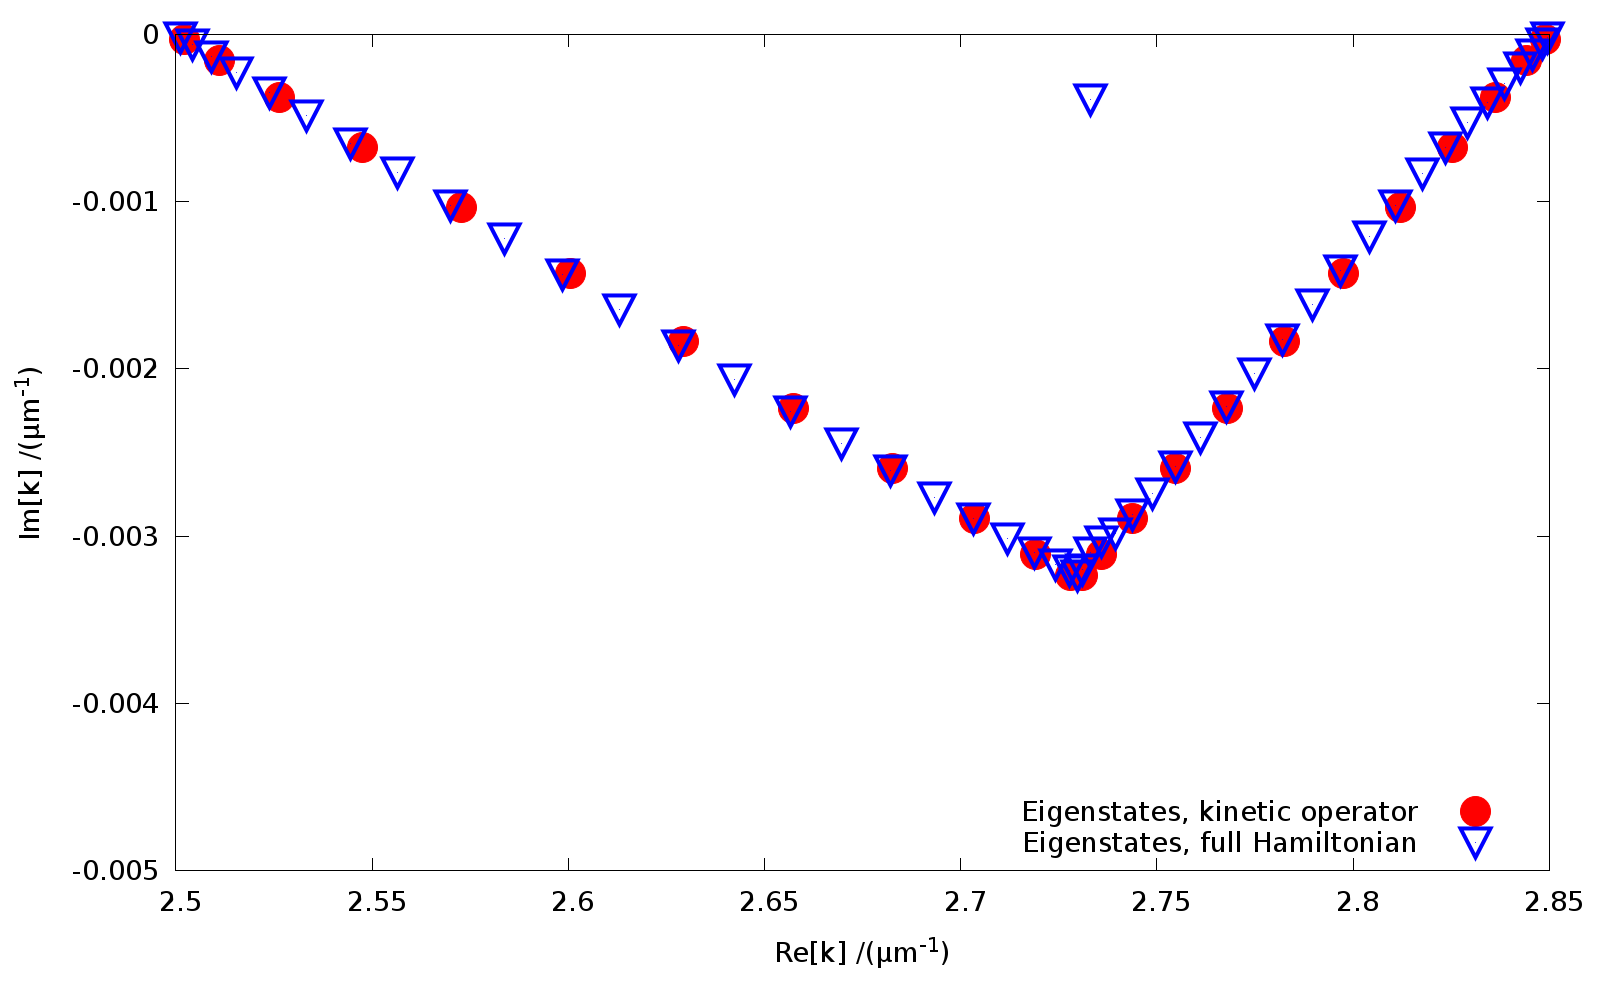 0
-0.001
-0.002
-0.003
-0.004
-0.005
2.5 2.55 2.6 2.65 2.7 2.75 2.8 2.85
Im[k] /(µm⁻¹)
Re[k] /(µm⁻¹)
Eigenstates, kinetic operator
Eigenstates, full Hamiltonian